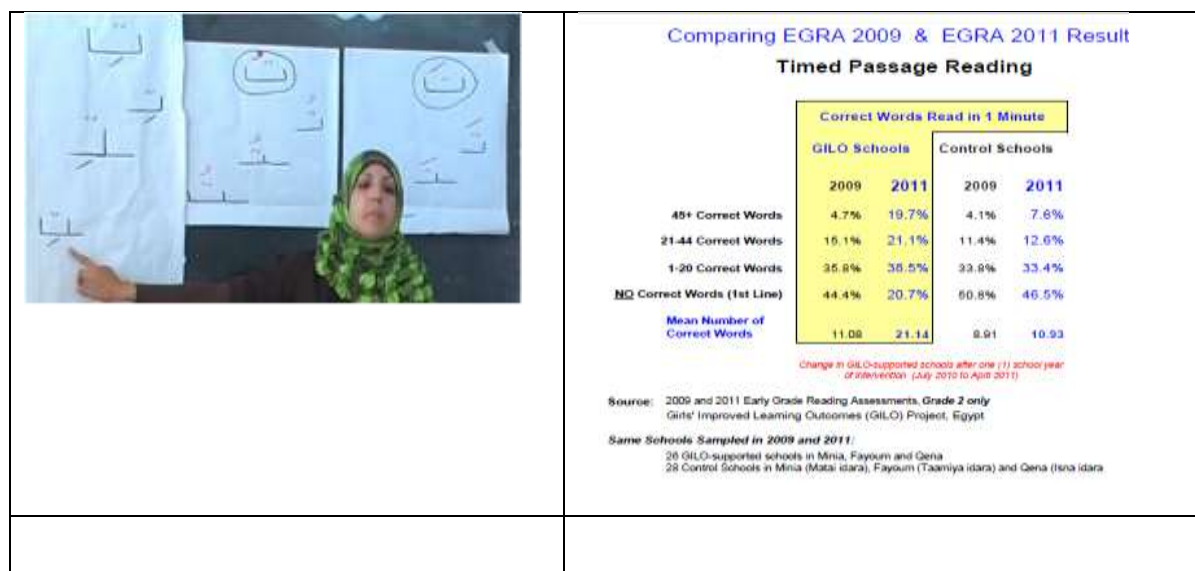 Comparing EGRA 2009 & EGRA 2011 Result
Timed Passage Reading
Correct Words Read in 1 Minute
GILO Schools Control Schools
2009 2011 2009 2011
45+ Correct Words 4.7% 19.7% 4.1% 7.6%
21-44 Correct Words 15.1% 21.1% 11.4% 12.6%
1-20 Correct Words 35.8% 38.5% 33.8% 33.4%
NO Correct Words (1st Line) 44.4% 20.7% 50.8% 46.5%
Mean Number of
Correct Words 11.08 21.14 8.91 10.93
Change in GILO-supported schools after one (1) school year
of intervention (July 2010 to April 2011)
Source: 2009 and 2011 Early Grade Reading Assessments, Grade 2 only
Girls' Improved Learning Outcomes (GILO) Project, Egypt
Same Schools Sampled in 2009 and 2011:
GILO-supported schools in Minia, Fayoum and Qena
28 Control Schools in Minia (Matai idara), Fayoum (Taamiya idara) and Qena (Isna idara